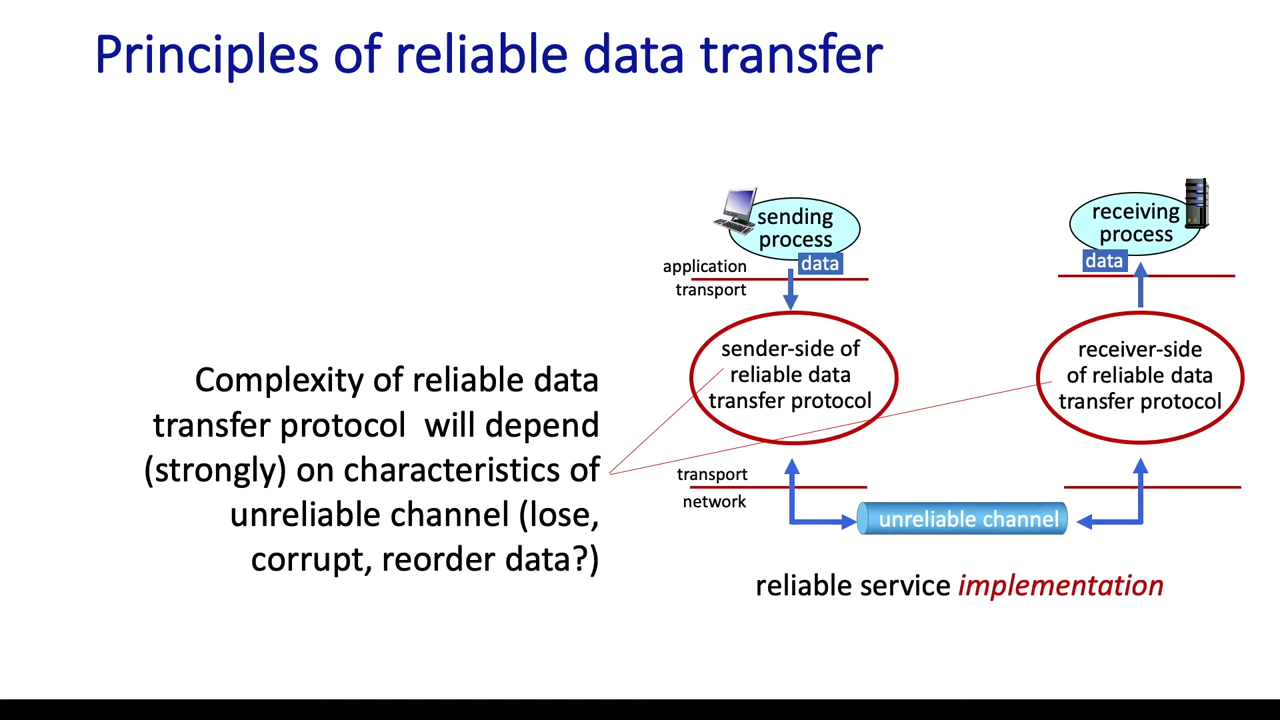 Principles of reliable data transfer
Complexity of reliable data
transfer protocol will depend
(strongly) on characteristics of
unreliable channel (lose,
corrupt, reorder data?)
sending
process
data
application
transport
sender-side of
reliable data
transfer protocol
transport
network
receiving
process
data
receiver-side
of reliable data
transfer protocol
unreliable channel
reliable service implementation